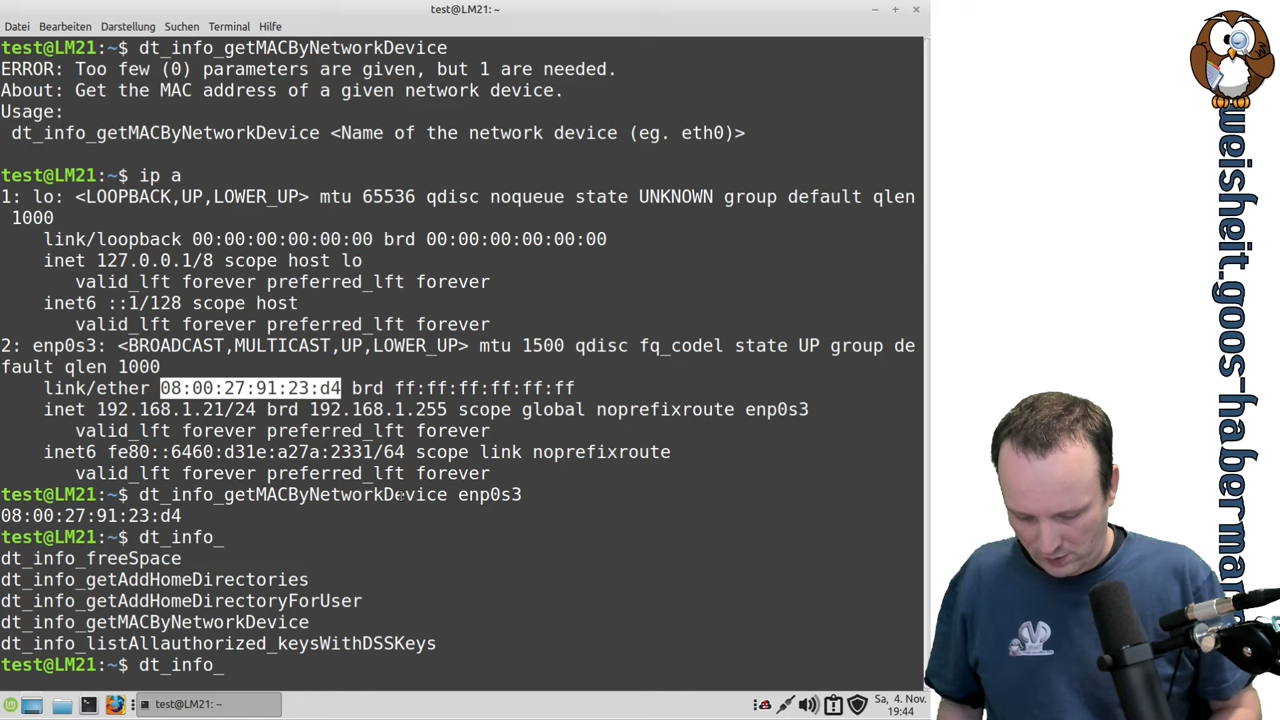 test@LM21: ~
Datei Bearbeiten Darstellung Suchen Terminal Hilfe
test@LM21:~$ dt_info_getMACByNetworkDevice
ERROR: Too few (0) parameters are given, but 1 are needed.
About: Get the MAC address of a given network device.
Usage:
dt_info_getMACByNetworkDevice <Name of the network device (eg. eth0)>
test@LM21:~$ ip a
1: lo: <LOOPBACK,UP,LOWER_UP> mtu 65536 qdisc noqueue state UNKNOWN group default qlen
1000
link/loopback 00:00:00:00:00:00 brd 00:00:00:00:00:00
inet 127.0.0.1/8 scope host lo
valid_lft forever preferred_lft forever
inet6 ::1/128 scope host
valid_lft forever preferred_lft forever
2: enp0s3: <BROADCAST,MULTICAST,UP,LOWER_UP> mtu 1500 qdisc fq_codel state UP group de
fault qlen 1000
link/ether 08:00:27:91:23:d4 brd ff:ff:ff:ff:ff:ff
inet 192.168.1.21/24 brd 192.168.1.255 scope global noprefixroute enp0s3
valid_lft forever preferred_lft forever
inet6 fe80::6460:d31e:a27a:2331/64 scope link noprefixroute
valid_lft forever preferred_lft forever
test@LM21:~$ dt_info_getMACByNetworkDevice enp0s3
08:00:27:91:23:d4
test@LM21:~$ dt_info_
dt_info_freeSpace
dt_info_getAddHomeDirectories
dt_info_getAddHomeDirectoryForUser
dt_info_getMACByNetworkDevice
dt_info_listAllauthorized_keysWithDSSKeys
test@LM21:~$ dt_info_
test@LM21: ~
Sa, 4. Nov.
19:44
weisheit.goos-haberman